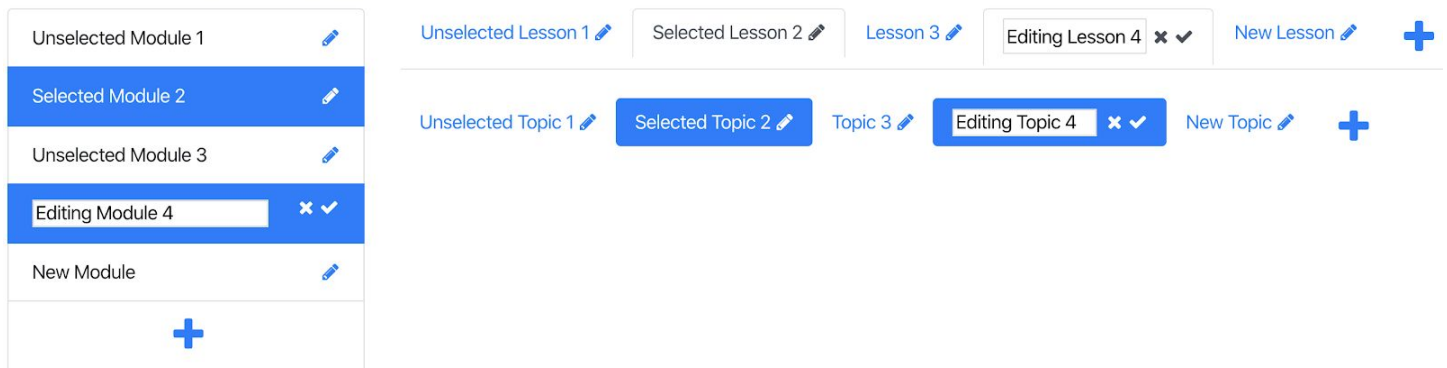 Unselected Module 1
Selected Module 2
Unselected Module 3
Editing Module 4
New Module
Unselected Lesson 1 Selected Lesson 2 Lesson 3 Editing Lesson 4 New Lesson
Unselected Topic 1 Selected Topic 2 Topic 3 Editing Topic 4 New Topic